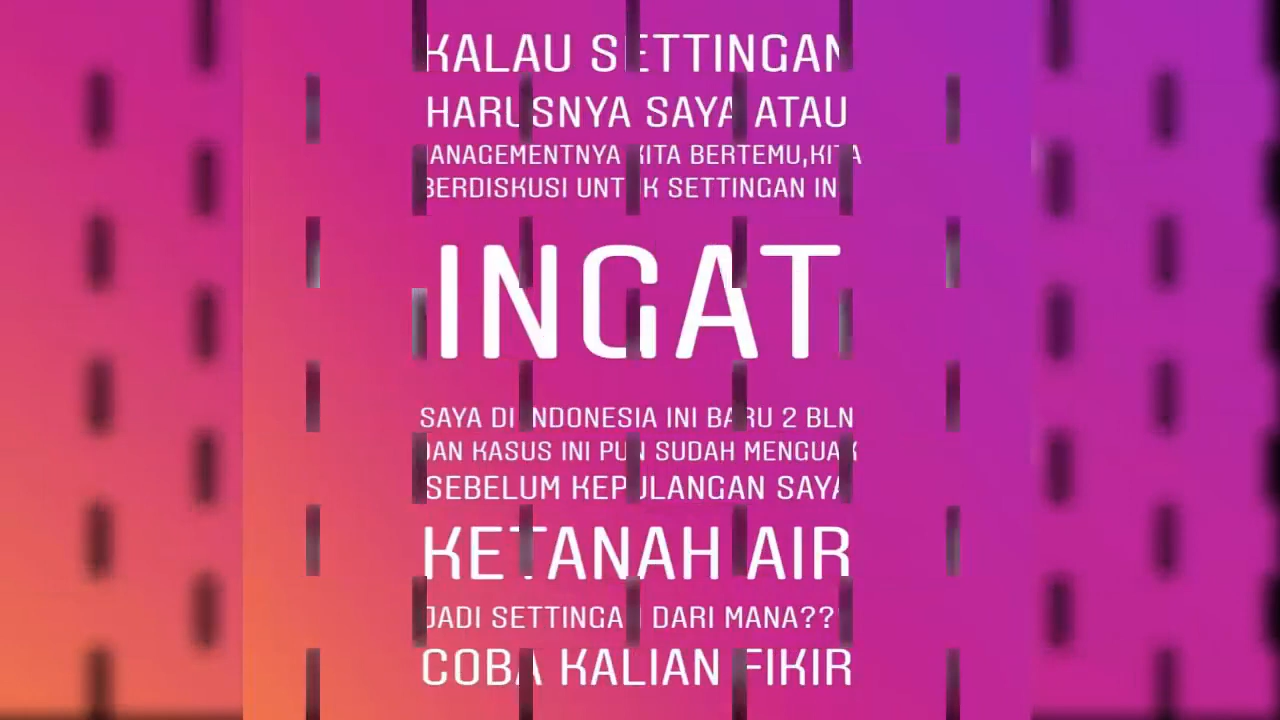 KALAU SETTINGAN
HARUSNYA SAYA ATAU
MANAGEMENTNYA KITA BERTEMU,KITA
BERDISKUSI UNTUK SETTINGAN INI
INGAT
SAYA DI INDONESIA INI BARU 2 BLN
DAN KASUS INI PUN SUDAH MENGUAK
SEBELUM KEPULANGAN SAYA
KETANAH AIR
JADI SETTINGAN DARI MANA??
COBA KALIAN FIKIR